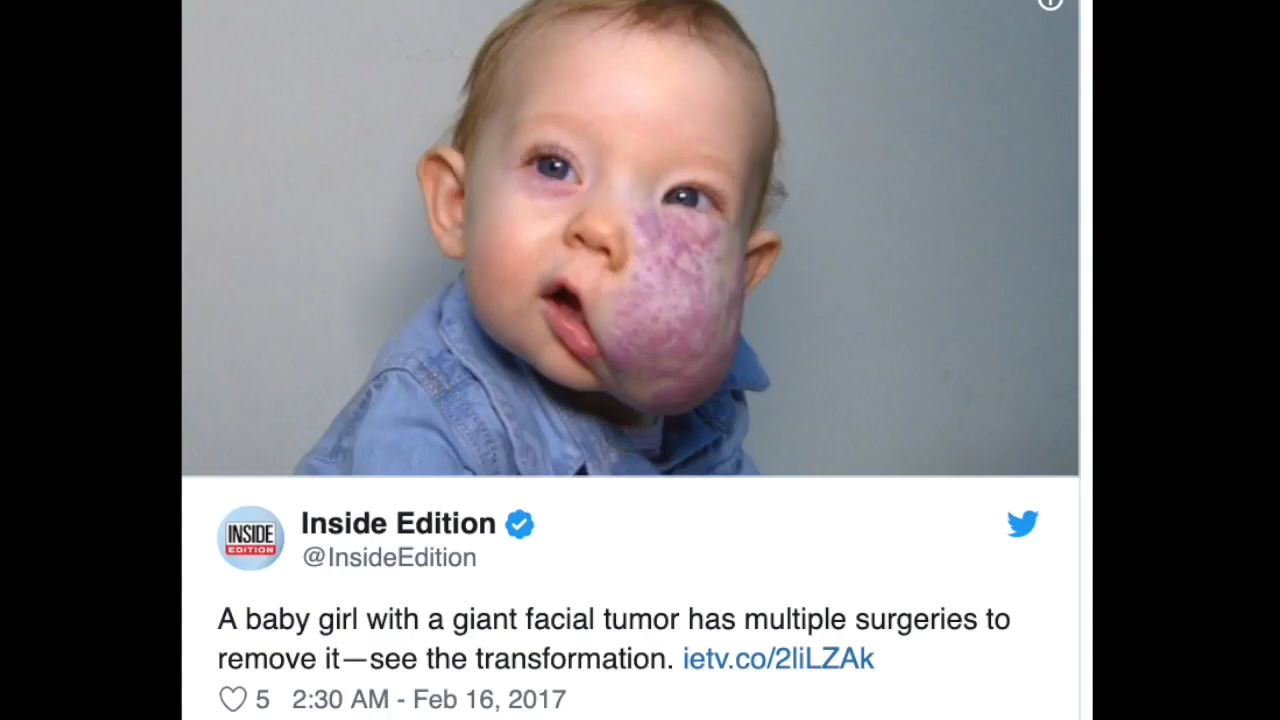 INSIDE
EDITION
Inside Edition
@InsideEdition
A baby girl with a giant facial tumor has multiple surgeries to
remove it—see the transformation. ietv.co/2liLZAk
5 2:30 AM - Feb 16, 2017